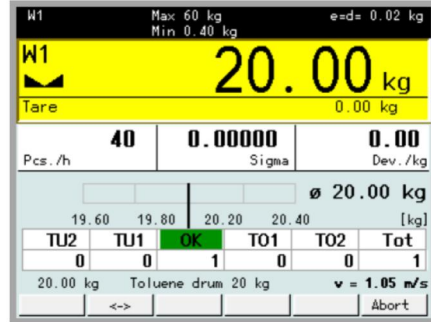 W1 Max 60 kg e=d= 0.02 kg
Min 0.40 kg
W1
20.00 kg
Tare 0.00 kg
40 0.00000 0.00
Pcs./h Sigma Dev./kg
ø 20.00 kg
19.60 19.80 20.20 20.40 [kg]
TU2 TU1 OK TO1 TO2 Tot
0 0 1 0 0 1
20.00 kg Toluene drum 20 kg v = 1.05 m/s
<-> Abort